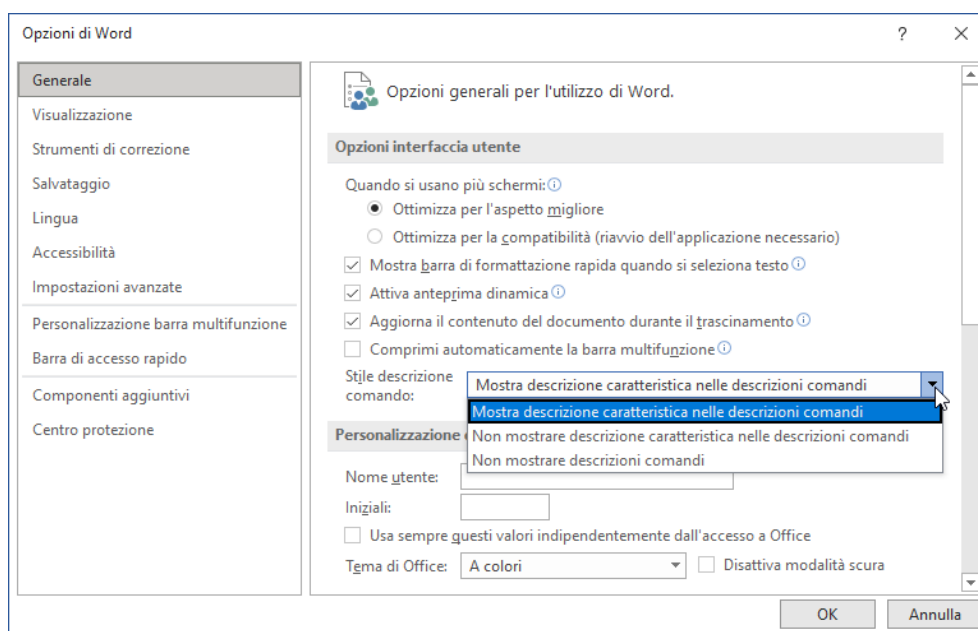 Opzioni di Word
?
Generale
Visualizzazione
Strumenti di correzione
Salvataggio
Lingua
Accessibilità
Impostazioni avanzate
Personalizzazione barra multifunzione
Barra di accesso rapido
Componenti aggiuntivi
Centro protezione
Opzioni generali per l'utilizzo di Word.
Opzioni interfaccia utente
Quando si usano più schermi:
Ottimizza per l'aspetto migliore
Ottimizza per la compatibilità (riavvio dell'applicazione necessario)
Mostra barra di formattazione rapida quando si seleziona testo
Attiva anteprima dinamica
Aggiorna il contenuto del documento durante il trascinamento
Comprimi automaticamente la barra multifunzione
Stile descrizione
comando:
Mostra descrizione caratteristica nelle descrizioni comandi
Mostra descrizione caratteristica nelle descrizioni comandi
Non mostrare descrizione caratteristica nelle descrizioni comandi
Non mostrare descrizioni comandi
Personalizzazione
Nome utente:
Iniziali:
Usa sempre questi valori indipendentemente dall'accesso a Office
Tema di Office:
A colori
Disattiva modalità scura
OK
Annulla